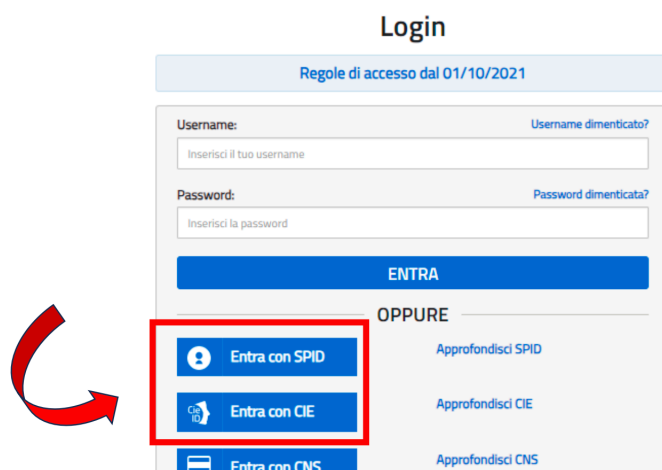 Login
Regole di accesso dal 01/10/2021
Username: Username dimenticato?
Inserisci il tuo username
Password: Password dimenticata?
Inserisci la password
ENTRA
OPPURE
Entra con SPID Approfondisci SPID
Cie ID Entra con CIE Approfondisci CIE
Entra con CNS Approfondisci CNS